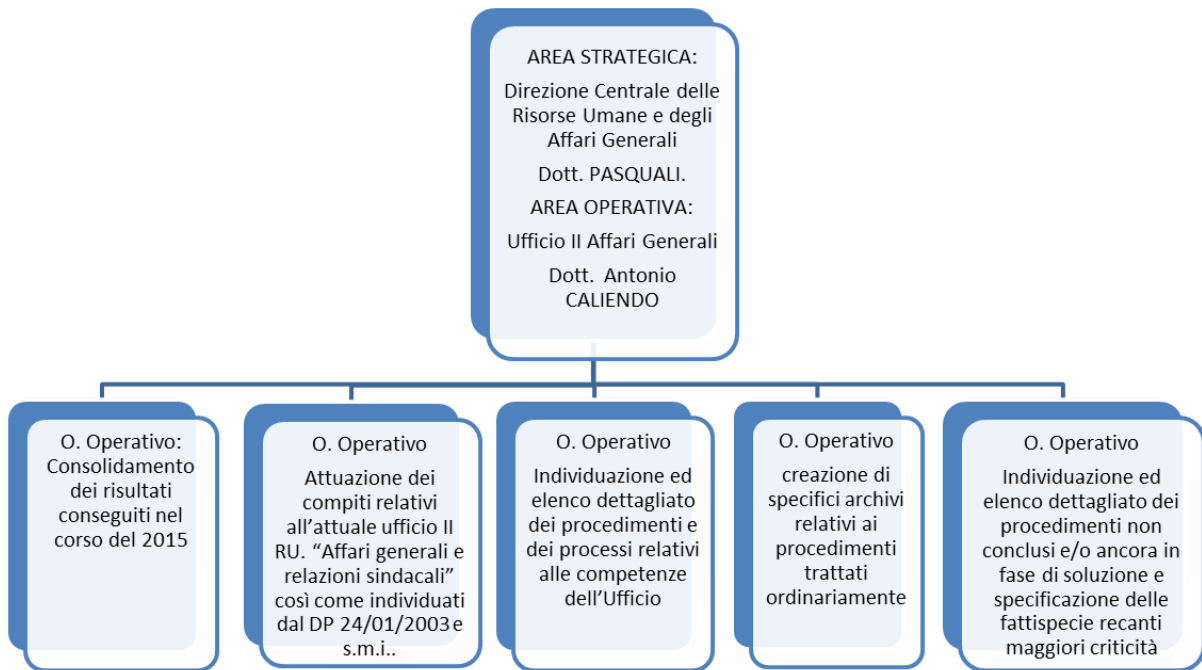 AREA STRATEGICA:
Direzione Centrale delle
Risorse Umane e degli
Affari Generali
Dott. PASQUALI.
AREA OPERATIVA:
Ufficio II Affari Generali
Dott. Antonio
CALIENDO
O. Operativo:
Consolidamento
dei risultati
conseguiti nel
corso del 2015
O. Operativo
Attuazione dei
compiti relativi
all'attuale ufficio II
RU. “Affari generali e
relazioni sindacali”
così come individuati
dal DP 24/01/2003 e
s.m.i..
O. Operativo
Individuazione ed
elenco dettagliato
dei procedimenti e
dei processi relativi
alle competenze
dell'Ufficio
O. Operativo
creazione di
specifici archivi
relativi ai
procedimenti
trattati
ordinariamente
O. Operativo
Individuazione ed
elenco dettagliato dei
procedimenti non
conclusi e/o ancora in
fase di soluzione e
specificazione delle
fattispecie recanti
maggiori criticità